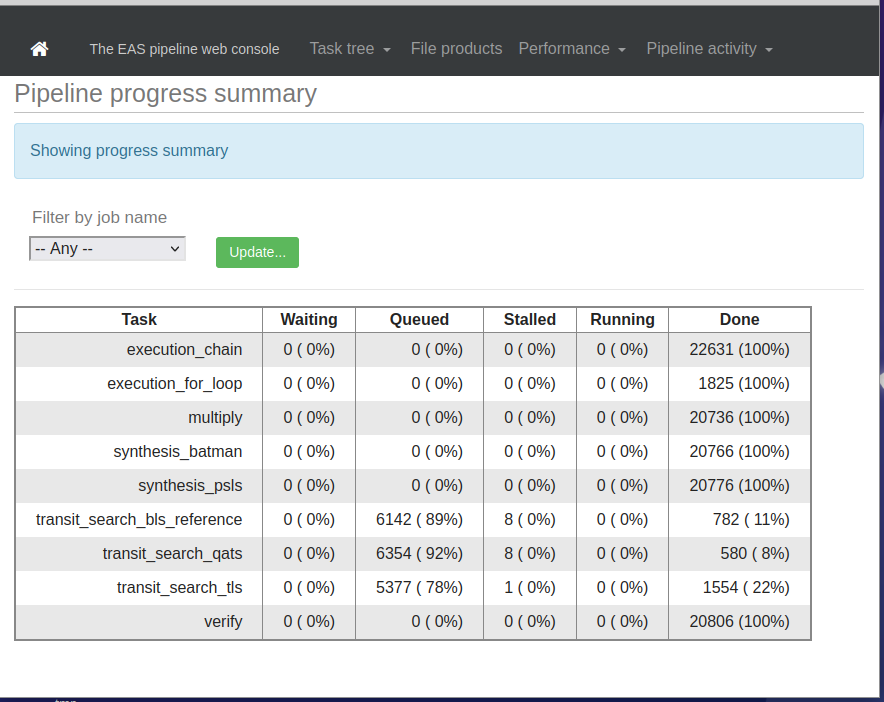 The EAS pipeline web console Task tree File products Performance Pipeline activity
Pipeline progress summary
Showing progress summary
Filter by job name
-- Any --
Update...
Task Waiting Queued Stalled Running Done
execution_chain 0 ( 0%) 0 ( 0%) 0 ( 0%) 0 ( 0%) 22631 (100%)
execution_for_loop 0 ( 0%) 0 ( 0%) 0 ( 0%) 0 ( 0%) 1825 (100%)
multiply 0 ( 0%) 0 ( 0%) 0 ( 0%) 0 ( 0%) 20736 (100%)
synthesis_batman 0 ( 0%) 0 ( 0%) 0 ( 0%) 0 ( 0%) 20766 (100%)
synthesis_psls 0 ( 0%) 0 ( 0%) 0 ( 0%) 0 ( 0%) 20776 (100%)
transit_search_bls_reference 0 ( 0%) 6142 ( 89%) 8 ( 0%) 0 ( 0%) 782 ( 11%)
transit_search_qats 0 ( 0%) 6354 ( 92%) 8 ( 0%) 0 ( 0%) 580 ( 8%)
transit_search_tls 0 ( 0%) 5377 ( 78%) 1 ( 0%) 0 ( 0%) 1554 ( 22%)
verify 0 ( 0%) 0 ( 0%) 0 ( 0%) 0 ( 0%) 20806 (100%)